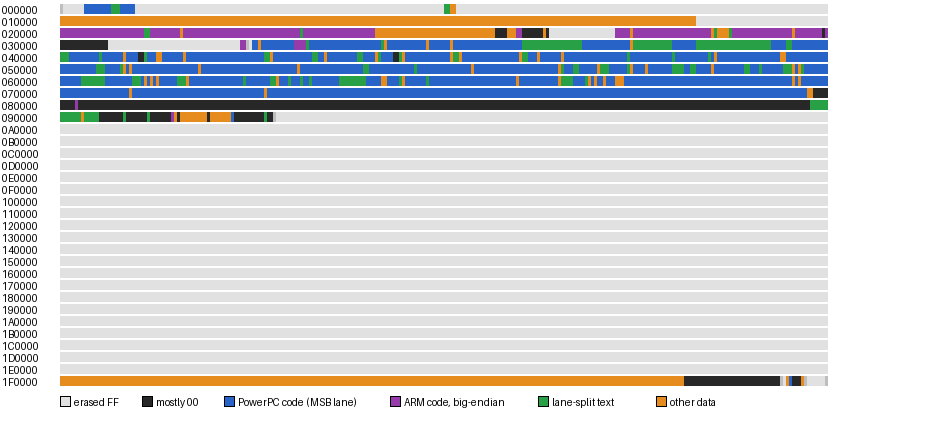 000000
010000
020000
030000
040000
050000
060000
070000
080000
090000
0A0000
0B0000
0C0000
0D0000
0E0000
0F0000
100000
110000
120000
130000
140000
150000
160000
170000
180000
190000
1A0000
1B0000
1C0000
1D0000
1E0000
1F0000
erased FF mostly 00 PowerPC code (MSB lane) ARM code, big-endian lane-split text other data